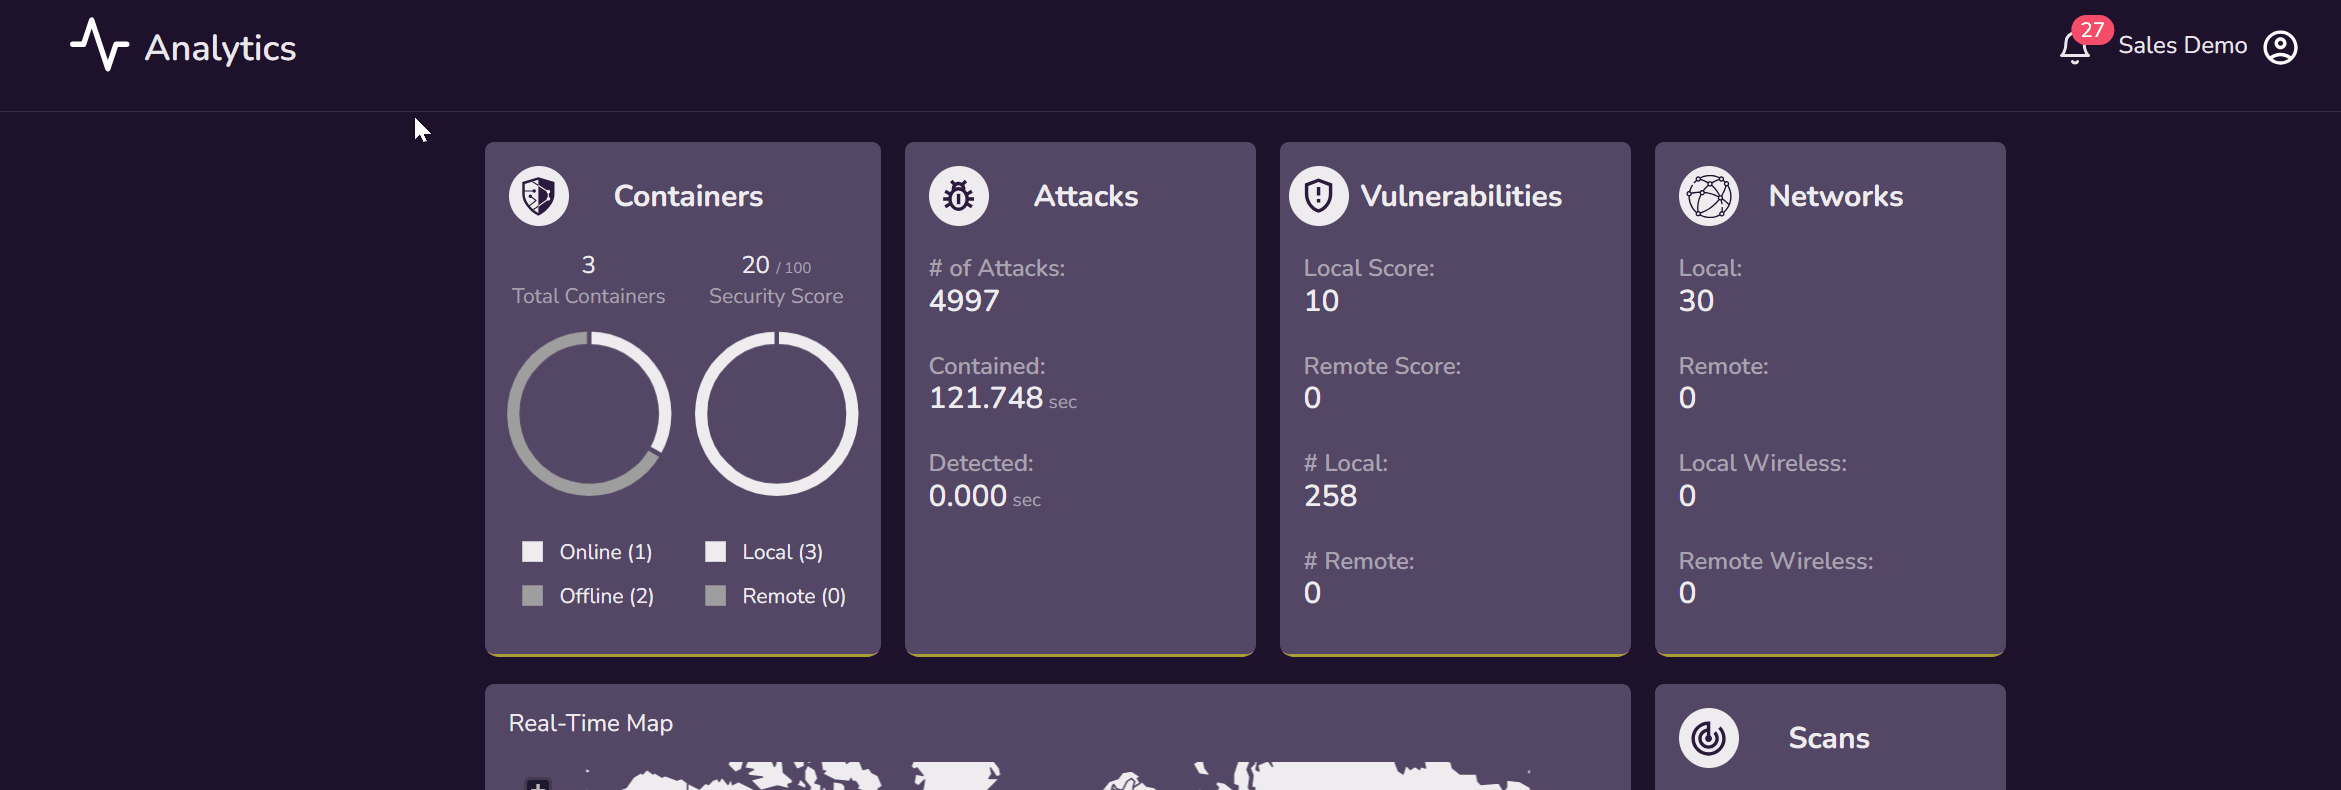 Analytics
27
Sales Demo
Containers
3
Total Containers
20 / 100
Security Score
Online (1)
Local (3)
Offline (2)
Remote (0)
Attacks
# of Attacks:
4997
Contained:
121.748 sec
Detected:
0.000 sec
Vulnerabilities
Local Score:
10
Remote Score:
0
# Local:
258
# Remote:
0
Networks
Local:
30
Remote:
0
Local Wireless:
0
Remote Wireless:
0
Real-Time Map
+
Scans